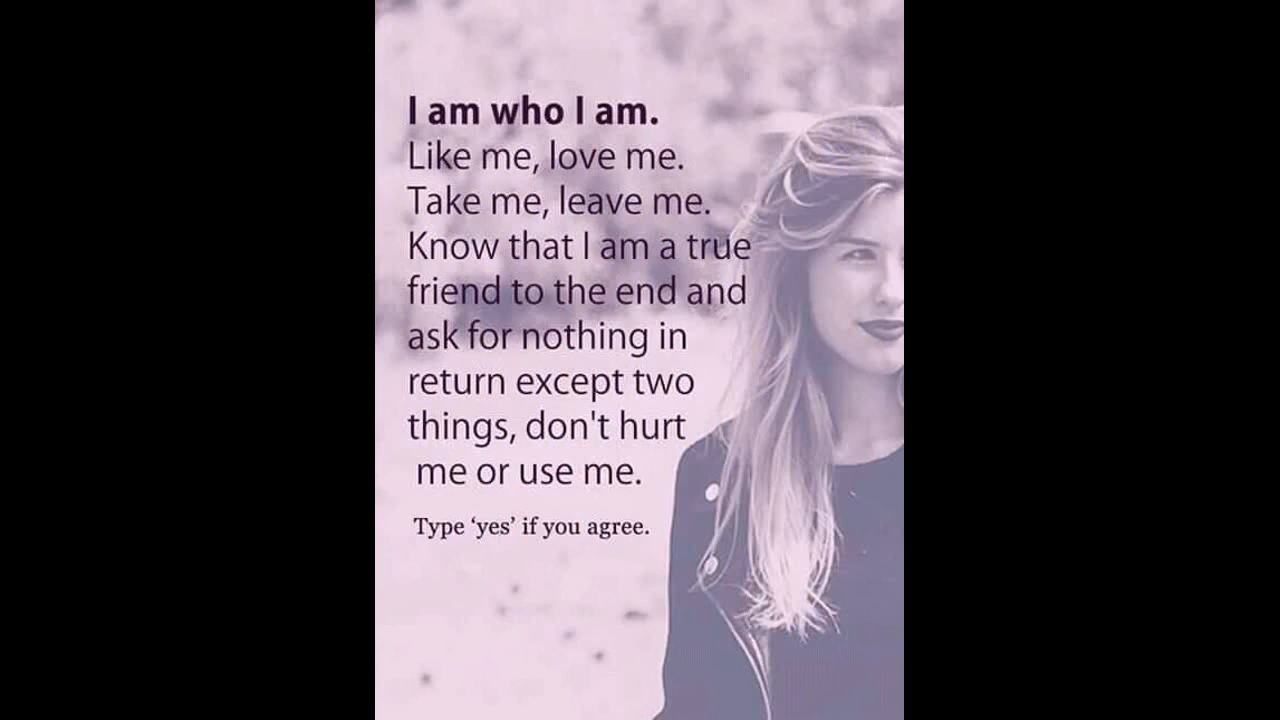 I am who I am.
Like me, love me.
Take me, leave me.
Know that I am a true
friend to the end and
ask for nothing in
return except two
things, don't hurt
me or use me.
Type ‘yes’ if you agree.